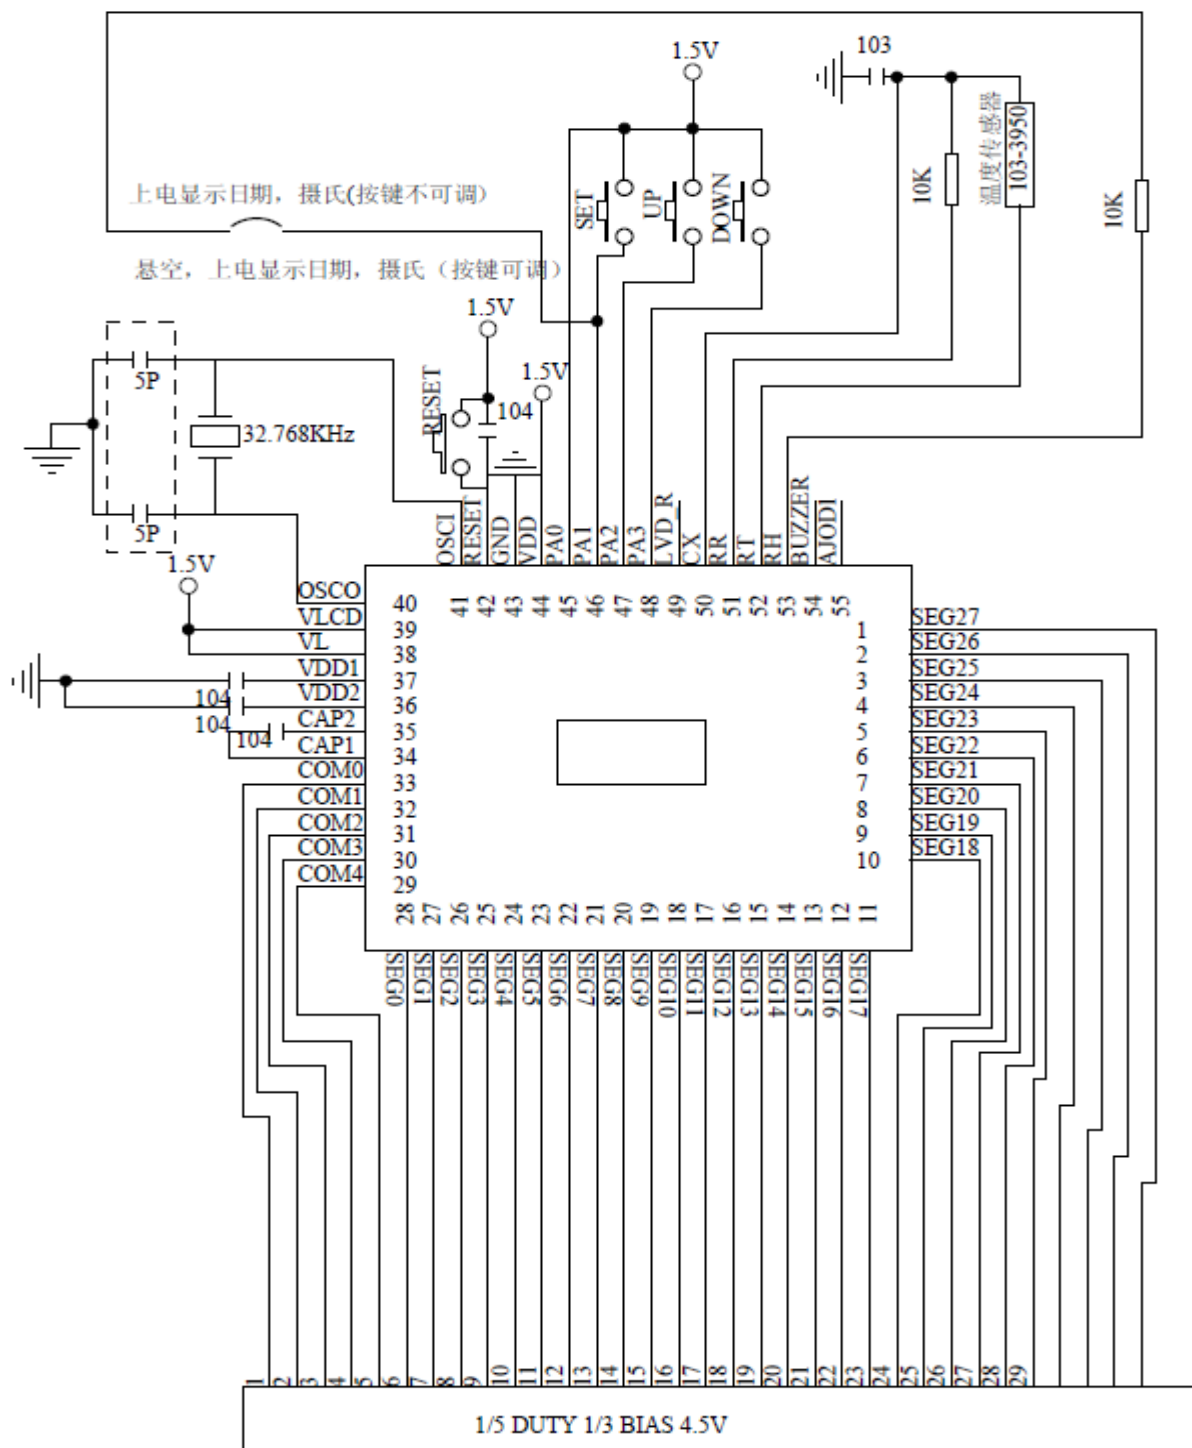 103
1.5V
温度传感器
103-3950
10K
10K
上电显示日期，摄氏(按键不可调)
SET
UP
DOWN
悬空，上电显示日期，摄氏（按键可调）
1.5V
5P
1.5V
RESET
104
32.768KHz
5P
1.5V
OSCI
RESET
GND
VDD
PA0
PA1
PA2
PA3
LVD_R
CX
RR
RT
RH
BUZZER
AJODI
41
42
43
44
45
46
47
48
49
50
51
52
53
54
55
OSCO 40
VLCD 39
VL 38
VDD1 37
104
VDD2 36
104
CAP2 35
104
CAP1 34
COM0 33
COM1 32
COM2 31
COM3 30
COM4 29
1 SEG27
2 SEG26
3 SEG25
4 SEG24
5 SEG23
6 SEG22
7 SEG21
8 SEG20
9 SEG19
10 SEG18
28
27
26
25
24
23
22
21
20
19
18
17
16
15
14
13
12
11
SEG0
SEG1
SEG2
SEG3
SEG4
SEG5
SEG6
SEG7
SEG8
SEG9
SEG10
SEG11
SEG12
SEG13
SEG14
SEG15
SEG16
SEG17
1
2
3
4
5
6
7
8
9
10
11
12
13
14
15
16
17
18
19
20
21
22
23
24
25
26
27
28
29
1/5 DUTY 1/3 BIAS 4.5V